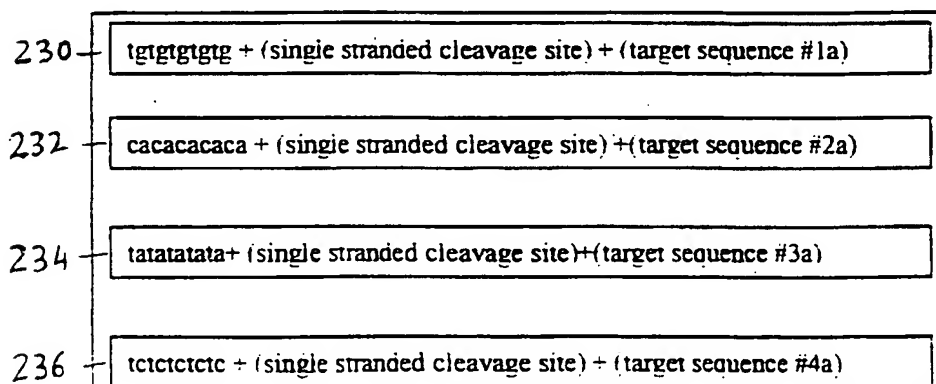 230 tgtgtgtgtg + (single stranded cleavage site) + (target sequence #1a)
232 cacacacaca + (single stranded cleavage site) +(target sequence #2a)
234 tatatatata+ (single stranded cleavage site)+(target sequence #3a)
236 tctctctctc + (single stranded cleavage site) + (target sequence #4a)